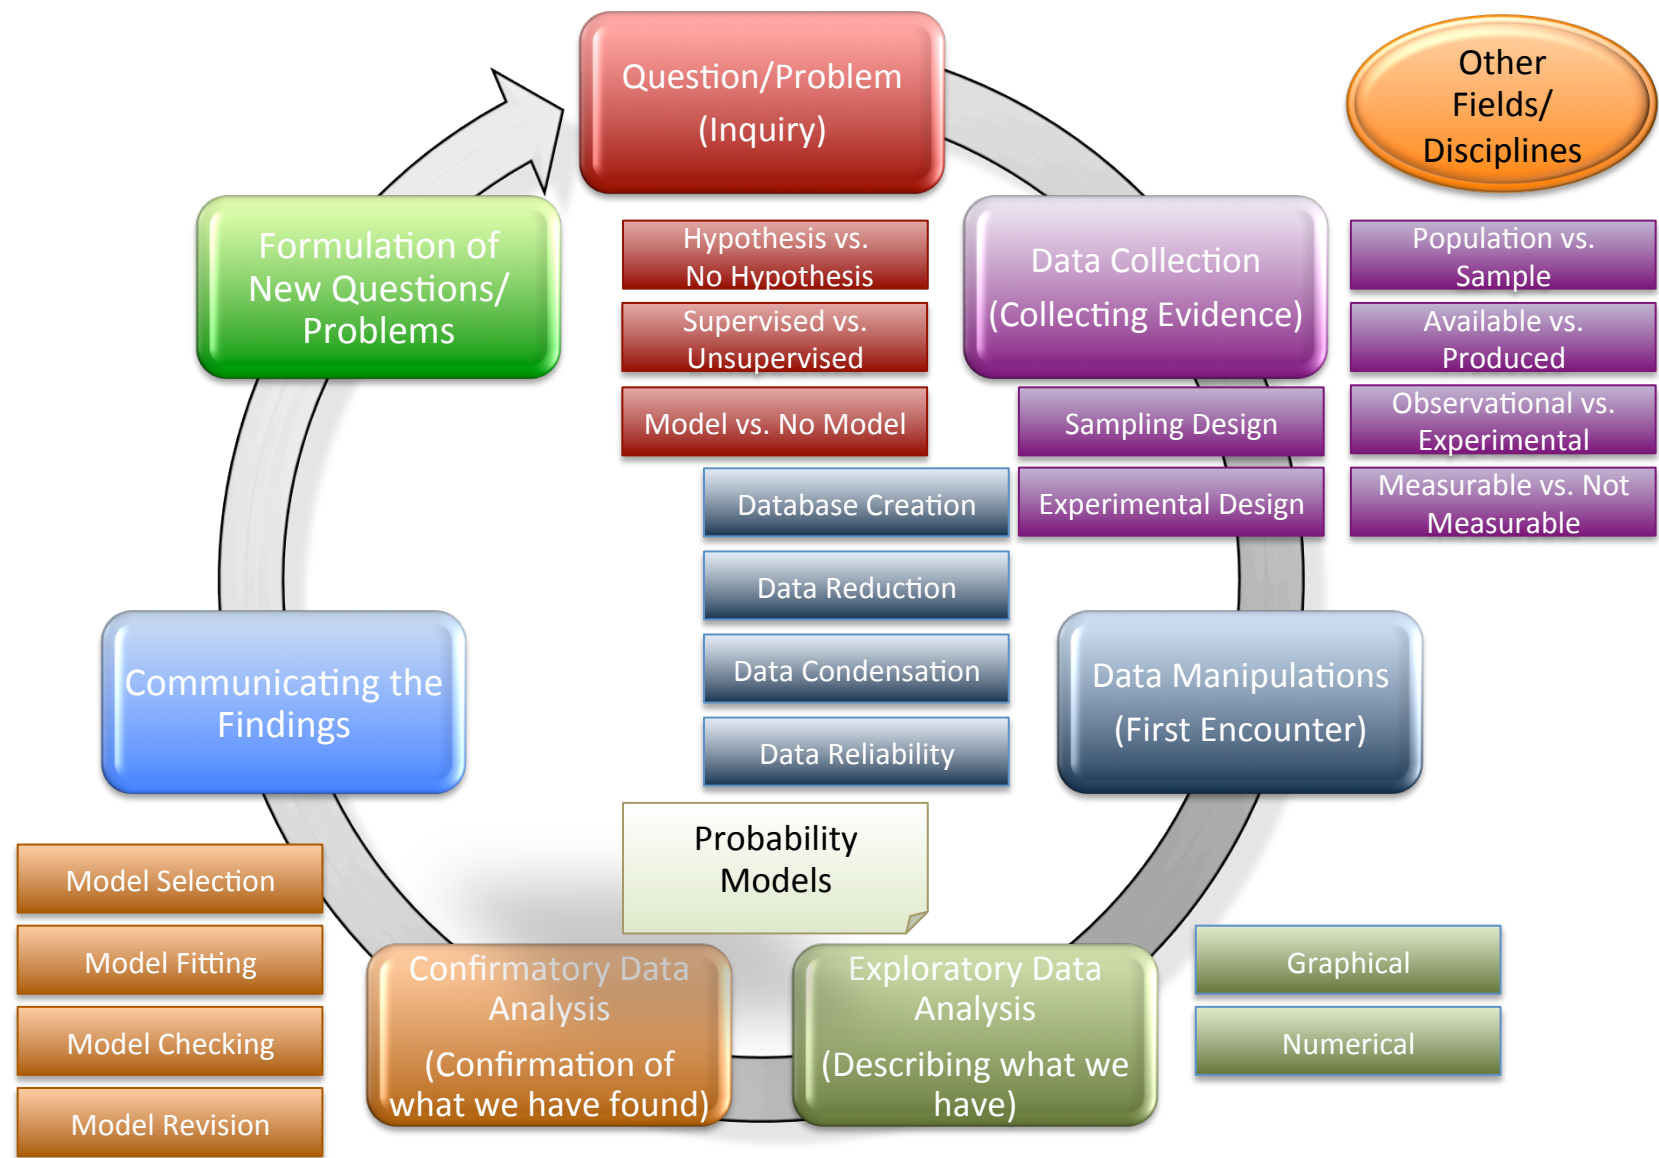 Question/Problem
(Inquiry)
Other
Fields/
Disciplines
Formulation of
New Questions/
Problems
Hypothesis vs.
No Hypothesis
Supervised vs.
Unsupervised
Model vs. No Model
Data Collection
(Collecting Evidence)
Sampling Design
Experimental Design
Population vs.
Sample
Available vs.
Produced
Observational vs.
Experimental
Measurable vs. Not
Measurable
Database Creation
Data Reduction
Data Condensation
Data Reliability
Data Manipulations
(First Encounter)
Communicating the
Findings
Probability
Models
Model Selection
Model Fitting
Model Checking
Model Revision
Confirmatory Data
Analysis
(Confirmation of
what we have found)
Exploratory Data
Analysis
(Describing what we
have)
Graphical
Numerical